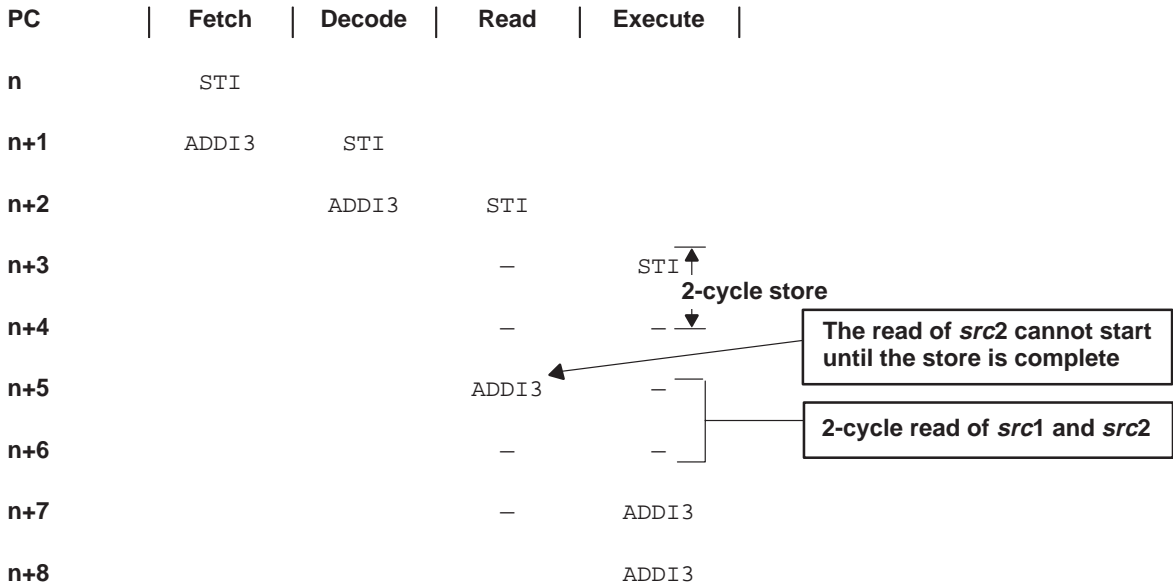 PC | Fetch | Decode | Read | Execute |
n STI
n+1 ADDI3 STI
n+2 ADDI3 STI
n+3 – STI
2-cycle store
n+4 – –
The read of src2 cannot start
until the store is complete
n+5 ADDI3 –
2-cycle read of src1 and src2
n+6 – –
n+7 – ADDI3
n+8 ADDI3